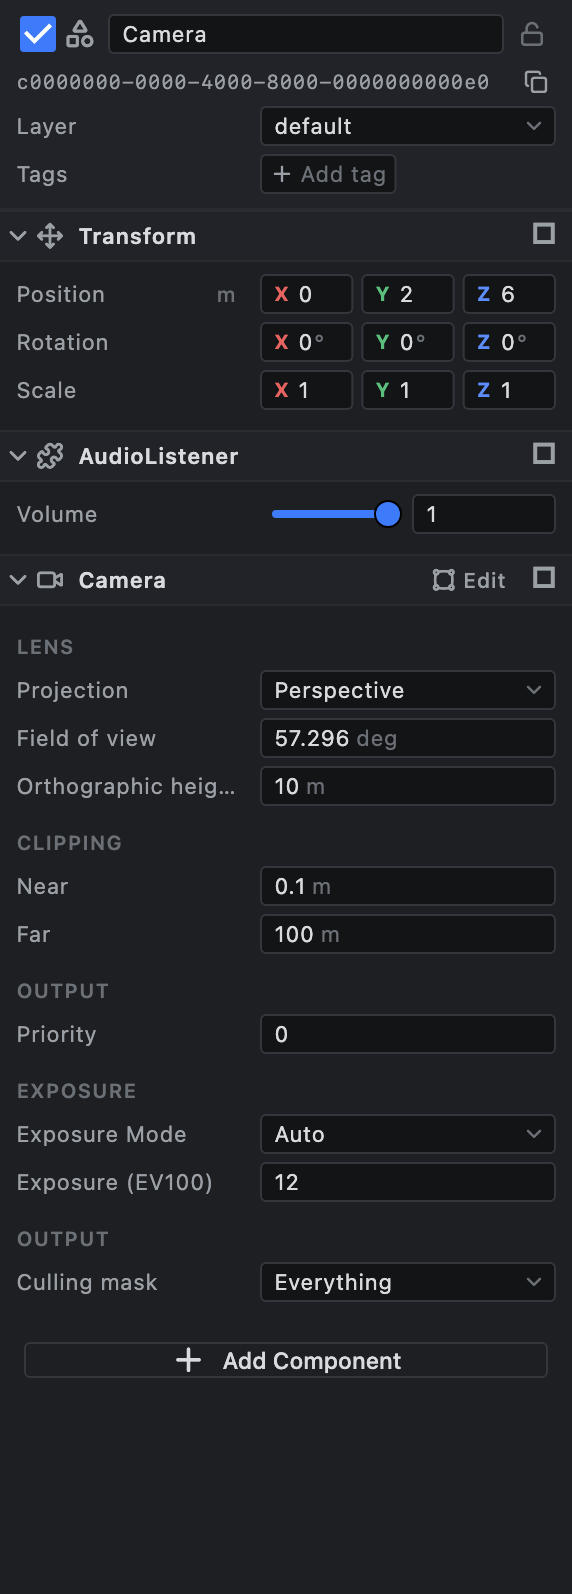 Camera
c0000000-0000-4000-8000-0000000000e0
Layer default
Tags + Add tag
Transform
Position m X 0 Y 2 Z 6
Rotation X 0° Y 0° Z 0°
Scale X 1 Y 1 Z 1
AudioListener
Volume 1
Camera Edit
LENS
Projection Perspective
Field of view 57.296 deg
Orthographic heig... 10 m
CLIPPING
Near 0.1 m
Far 100 m
OUTPUT
Priority 0
EXPOSURE
Exposure Mode Auto
Exposure (EV100) 12
OUTPUT
Culling mask Everything
+ Add Component